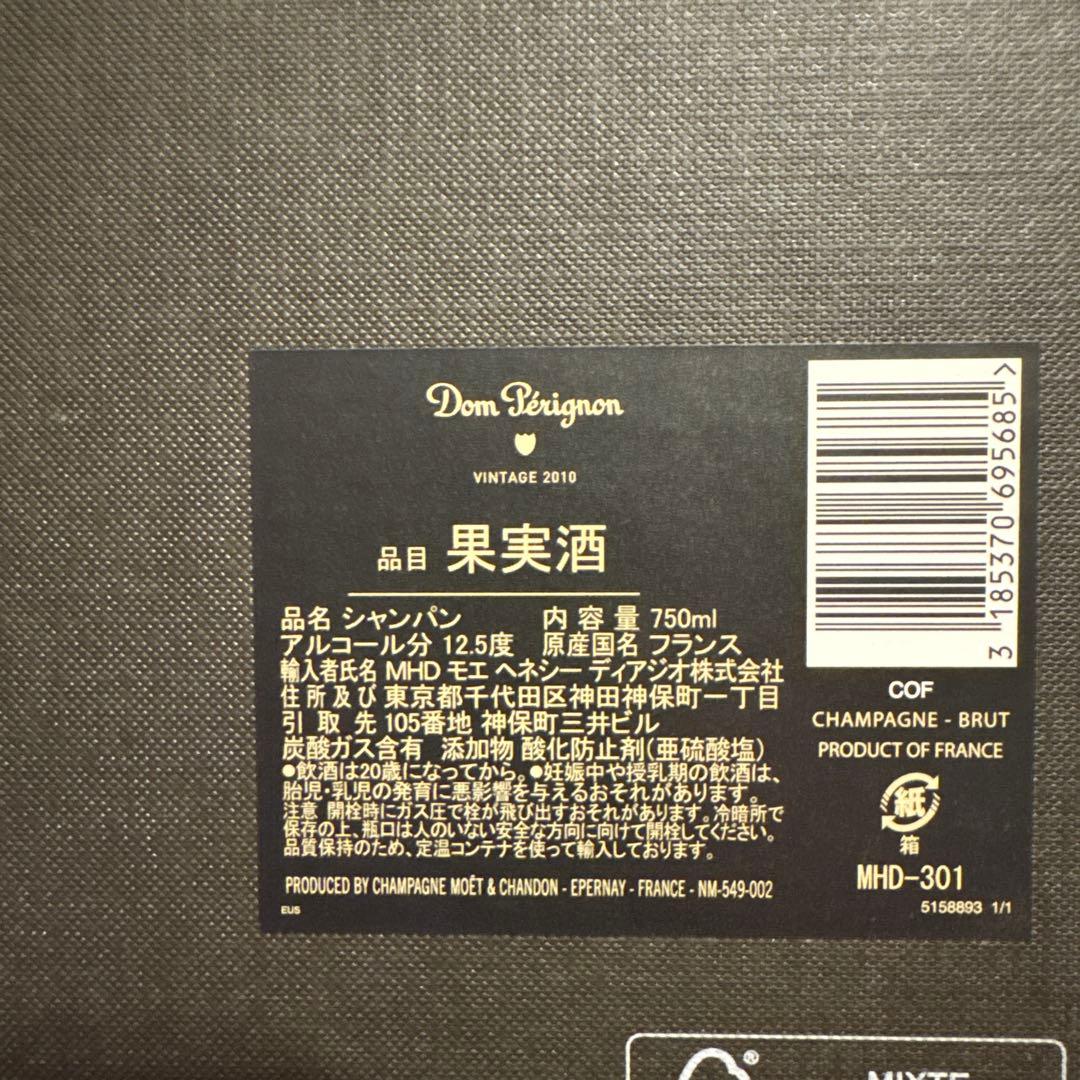 Dom Pérignon
VINTAGE 2010
品目 果実酒
品名 シャンパン 内容量 750ml
アルコール分 12.5度 原産国名 フランス
輸入者氏名 MHD モエ ヘネシー ディアジオ株式会社
住所及び 東京都千代田区神田神保町一丁目
引取先 105番地 神保町三井ビル
炭酸ガス含有 添加物 酸化防止剤(亜硫酸塩)
●飲酒は20歳になってから。●妊娠中や授乳期の飲酒は、
胎児・乳児の発育に悪影響を与えるおそれがあります。
注意 開栓時にガス圧で栓が飛び出すおそれがあります。冷暗所で
保存の上、瓶口は人のいない安全な方向に向けて開栓してください。
品質保持のため、定温コンテナを使って輸入しております。
PRODUCED BY CHAMPAGNE MOËT & CHANDON - EPERNAY - FRANCE - NM-549-002
EUS
3 185370 695685 >
COF
CHAMPAGNE - BRUT
PRODUCT OF FRANCE
紙
箱
MHD-301
5158893 1/1
®
MIXTE